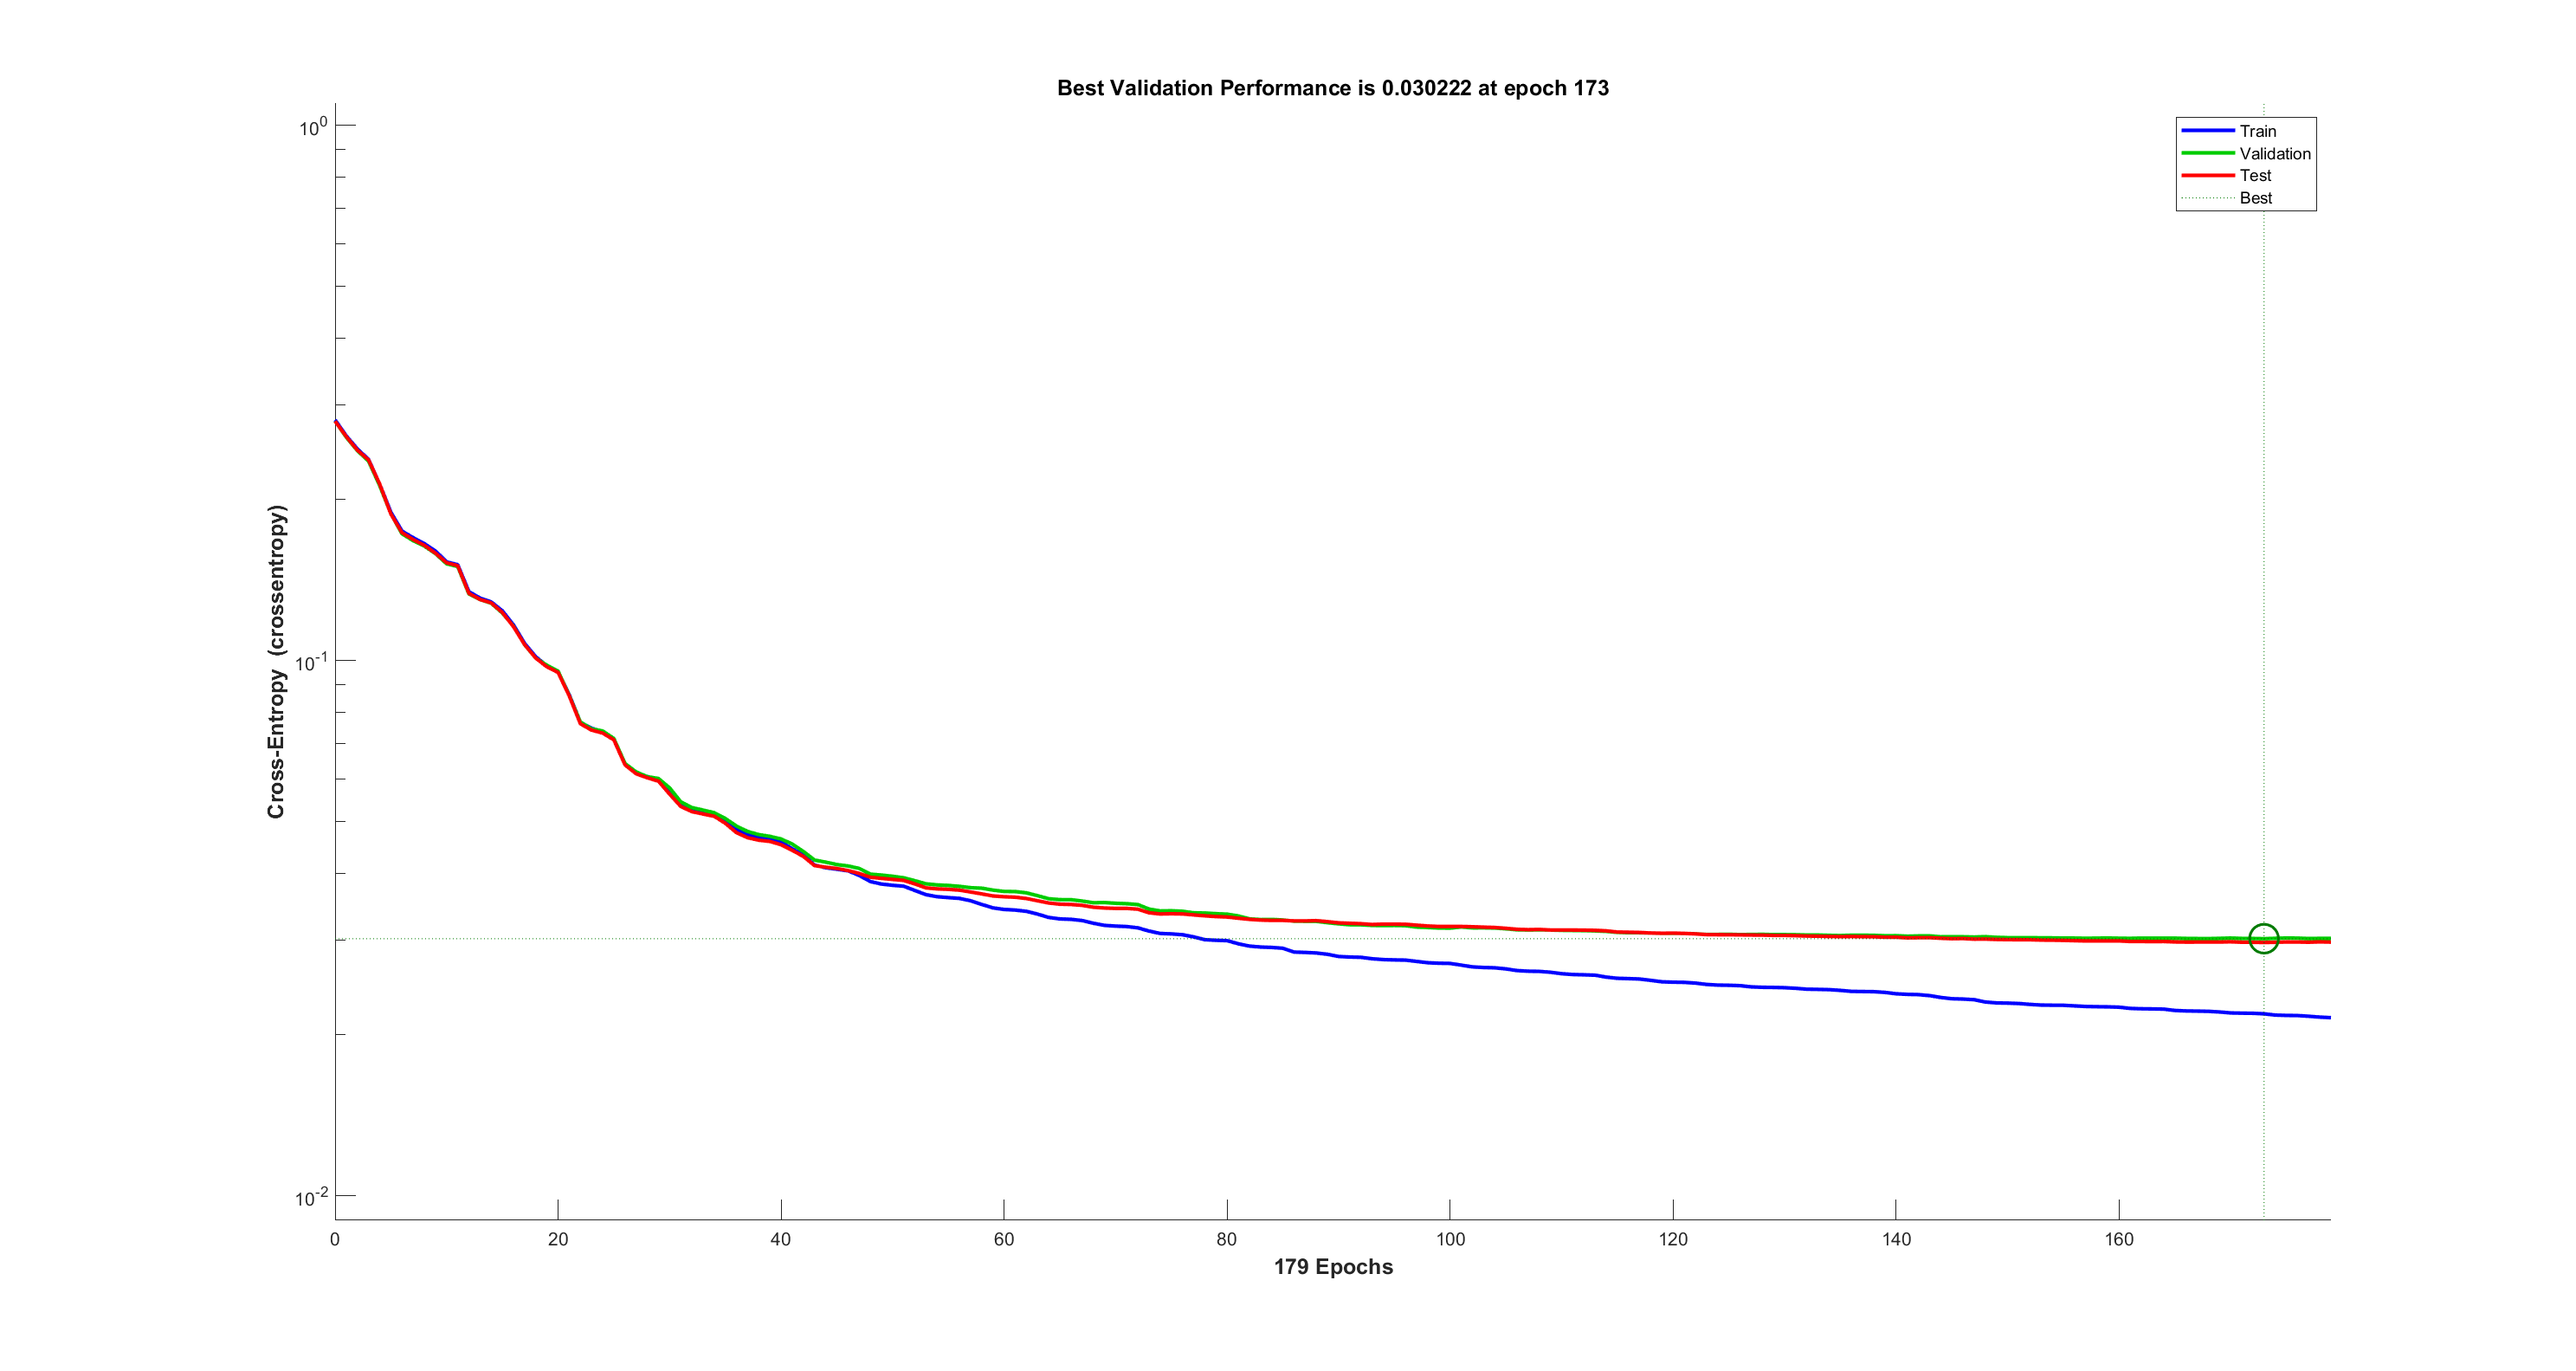 Best Validation Performance is 0.030222 at epoch 173
10^0
Train
Validation
Test
Best
10^-1
Cross-Entropy (crossentropy)
10^-2
0 20 40 60 80 100 120 140 160
179 Epochs